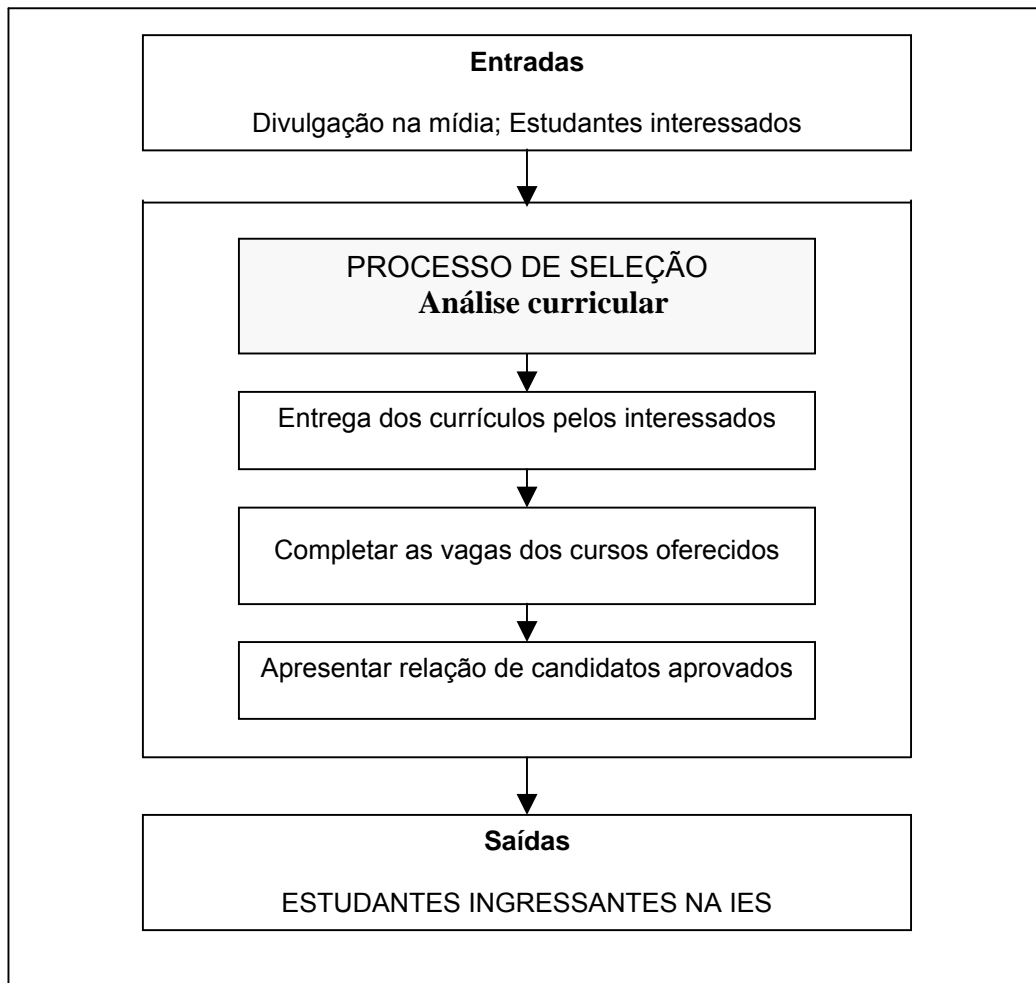 Entradas
Divulgação na mídia; Estudantes interessados
PROCESSO DE SELEÇÃO
Análise curricular
Entrega dos currículos pelos interessados
Completar as vagas dos cursos oferecidos
Apresentar relação de candidatos aprovados
Saídas
ESTUDANTES INGRESSANTES NA IES